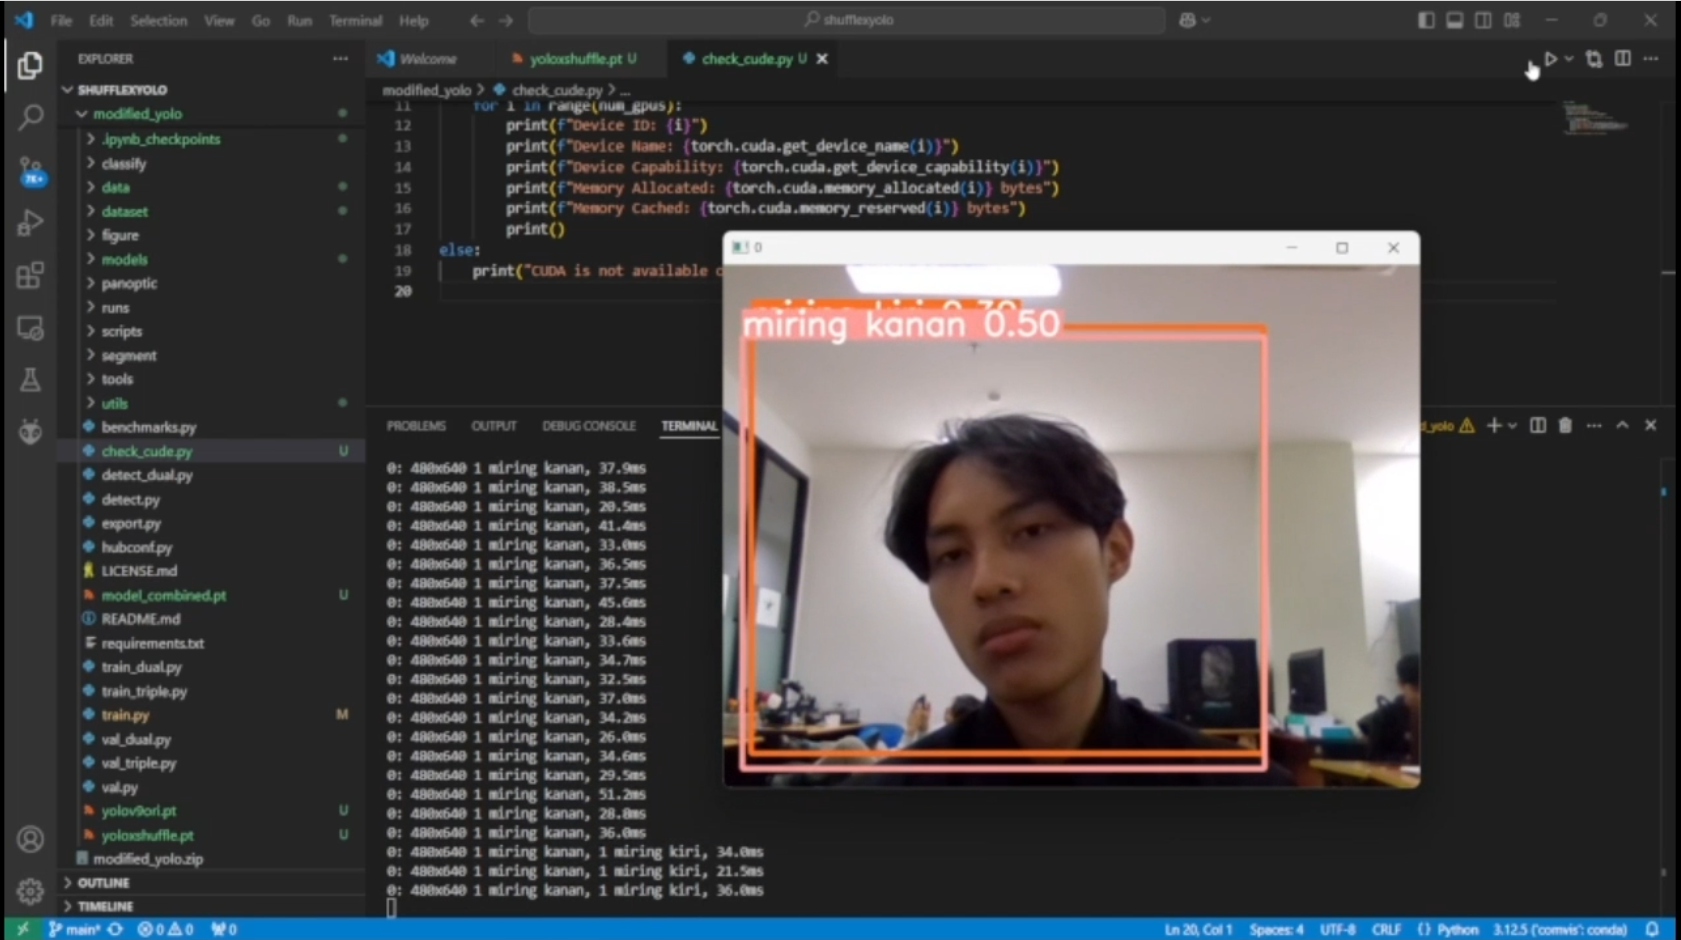 File Edit Selection View Go Run Terminal Help
shufflexyolo
EXPLORER
Welcome
yoloxshuffle.pt U
check_cude.py U
SHUFFLEXYOLO
modified_yolo > check_cude.py > ...
modified_yolo
.ipynb_checkpoints
classify
data
dataset
figure
models
panoptic
runs
scripts
segment
tools
utils
benchmarks.py
check_cude.py U
detect_dual.py
detect.py
export.py
hubconf.py
LICENSE.md
model_combined.pt U
README.md
requirements.txt
train_dual.py
train_triple.py
train.py M
val_dual.py
val_triple.py
val.py
yolov9ori.pt U
yoloxshuffle.pt U
modified_yolo.zip
OUTLINE
TIMELINE
7K+
11 for i in range(num_gpus):
12 print(f"Device ID: {i}")
13 print(f"Device Name: {torch.cuda.get_device_name(i)}")
14 print(f"Device Capability: {torch.cuda.get_device_capability(i)}")
15 print(f"Memory Allocated: {torch.cuda.memory_allocated(i)} bytes")
16 print(f"Memory Cached: {torch.cuda.memory_reserved(i)} bytes")
17 print()
18 else:
19 print("CUDA is not available
20
0
miring kiri
miring kanan 0.50
PROBLEMS OUTPUT DEBUG CONSOLE TERMINAL
d_yolo
0: 480x640 1 miring kanan, 37.9ms
0: 480x640 1 miring kanan, 38.5ms
0: 480x640 1 miring kanan, 20.5ms
0: 480x640 1 miring kanan, 41.4ms
0: 480x640 1 miring kanan, 33.0ms
0: 480x640 1 miring kanan, 36.5ms
0: 480x640 1 miring kanan, 37.5ms
0: 480x640 1 miring kanan, 45.6ms
0: 480x640 1 miring kanan, 28.4ms
0: 480x640 1 miring kanan, 33.6ms
0: 480x640 1 miring kanan, 34.7ms
0: 480x640 1 miring kanan, 32.5ms
0: 480x640 1 miring kanan, 37.0ms
0: 480x640 1 miring kanan, 34.2ms
0: 480x640 1 miring kanan, 26.0ms
0: 480x640 1 miring kanan, 34.6ms
0: 480x640 1 miring kanan, 29.5ms
0: 480x640 1 miring kanan, 51.2ms
0: 480x640 1 miring kanan, 28.8ms
0: 480x640 1 miring kanan, 36.0ms
0: 480x640 1 miring kanan, 1 miring kiri, 34.0ms
0: 480x640 1 miring kanan, 1 miring kiri, 21.5ms
0: 480x640 1 miring kanan, 1 miring kiri, 36.0ms
main* 0 0 0
Ln 20, Col 1 Spaces: 4 UTF-8 CRLF {} Python 3.12.5 ('comvis': conda)